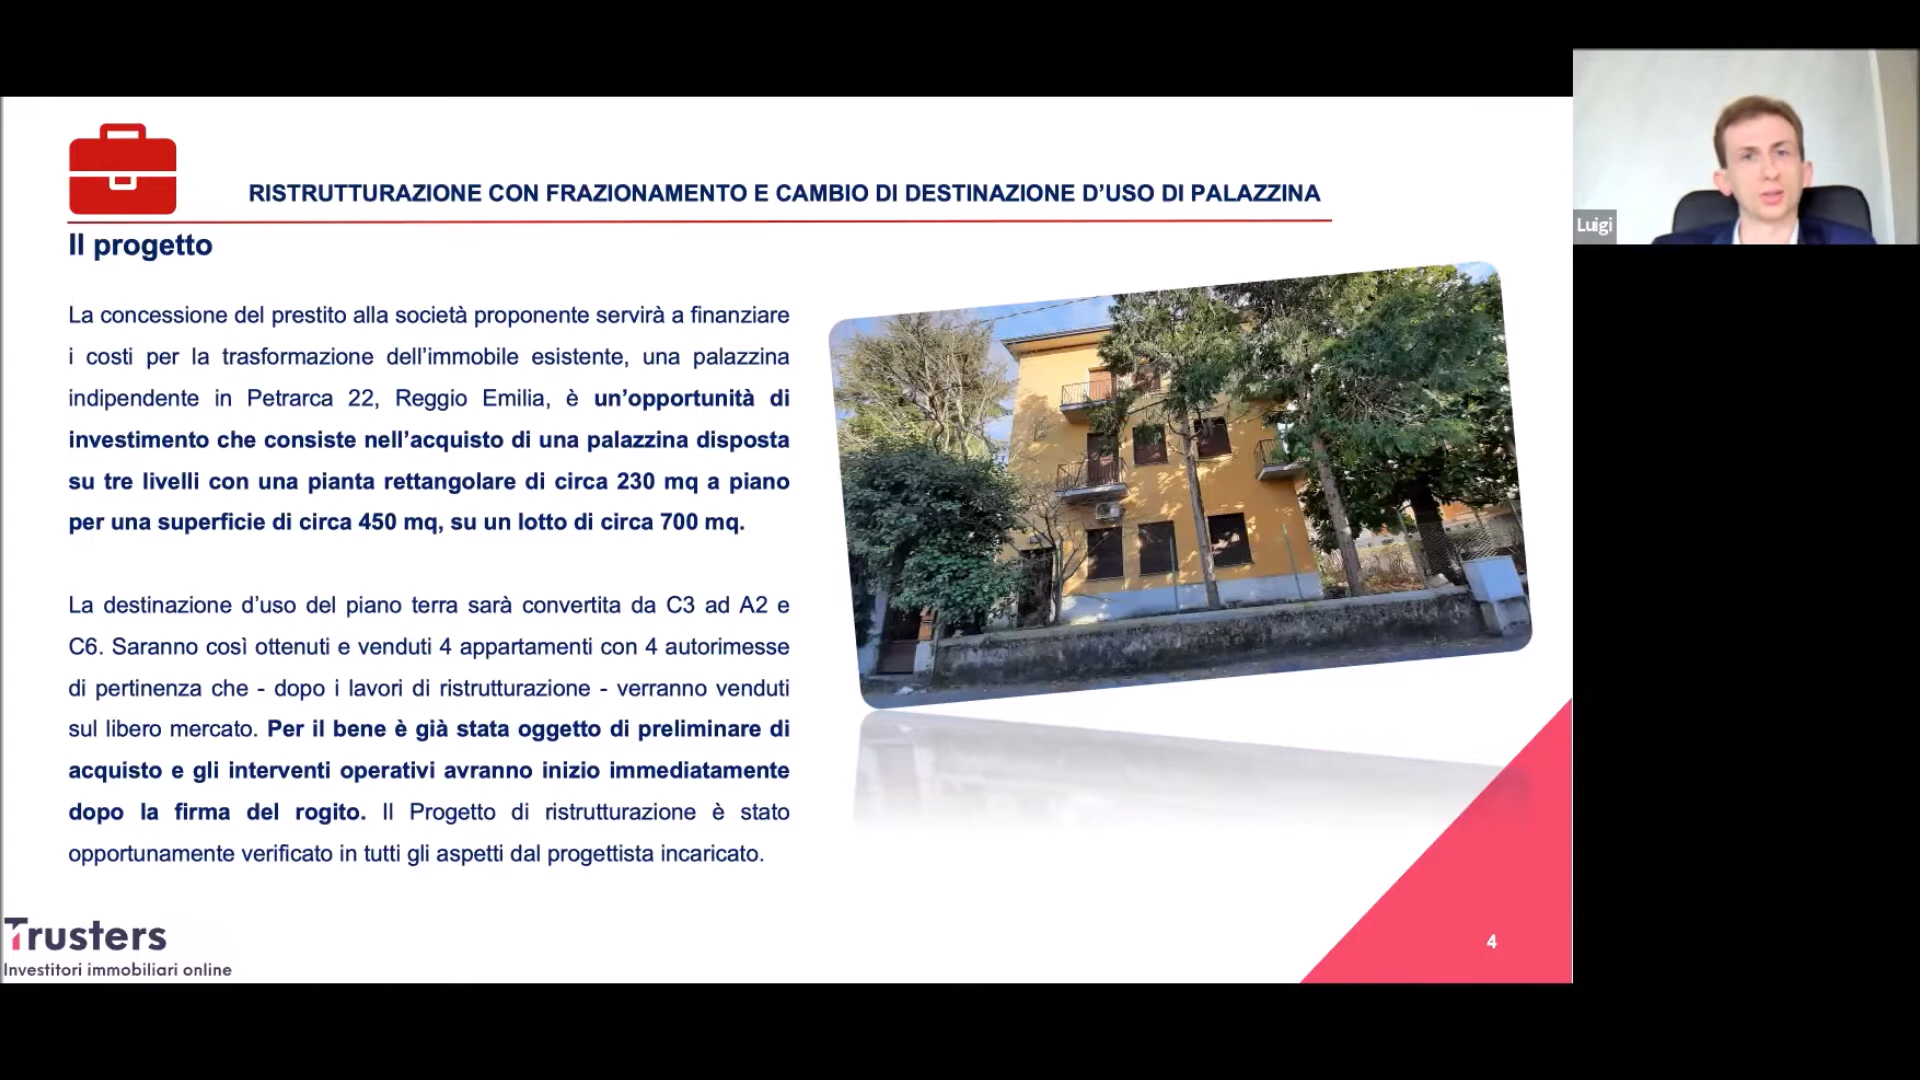 RISTRUTTURAZIONE CON FRAZIONAMENTO E CAMBIO DI DESTINAZIONE D'USO DI PALAZZINA
Il progetto
La concessione del prestito alla società proponente servirà a finanziare
i costi per la trasformazione dell'immobile esistente, una palazzina
indipendente in Petrarca 22, Reggio Emilia, è un'opportunità di
investimento che consiste nell'acquisto di una palazzina disposta
su tre livelli con una pianta rettangolare di circa 230 mq a piano
per una superficie di circa 450 mq, su un lotto di circa 700 mq.
La destinazione d'uso del piano terra sarà convertita da C3 ad A2 e
C6. Saranno così ottenuti e venduti 4 appartamenti con 4 autorimesse
di pertinenza che - dopo i lavori di ristrutturazione - verranno venduti
sul libero mercato. Per il bene è già stata oggetto di preliminare di
acquisto e gli interventi operativi avranno inizio immediatamente
dopo la firma del rogito. Il Progetto di ristrutturazione è stato
opportunamente verificato in tutti gli aspetti dal progettista incaricato.
Trusters
Investitori immobiliari online
4
Luigi